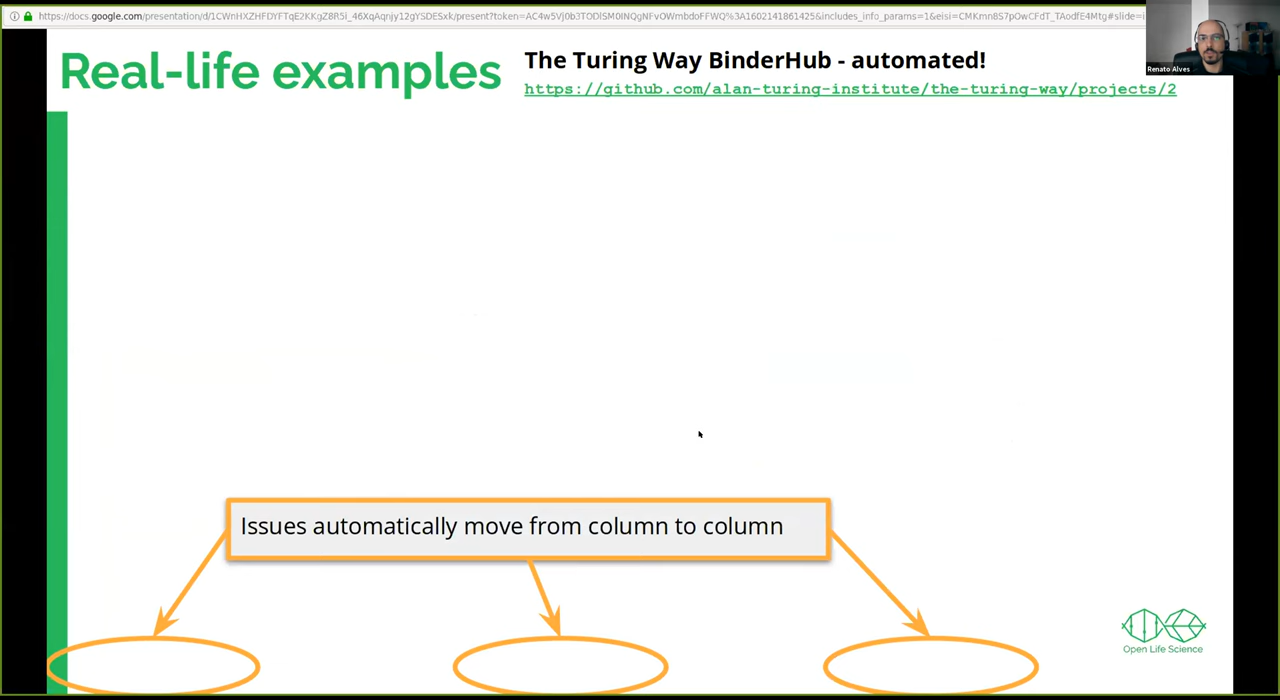 Real-life examples
The Turing Way BinderHub - automated!
https://github.com/alan-turing-institute/the-turing-way/projects/2
Renato Alves
Issues automatically move from column to column
Open Life Science